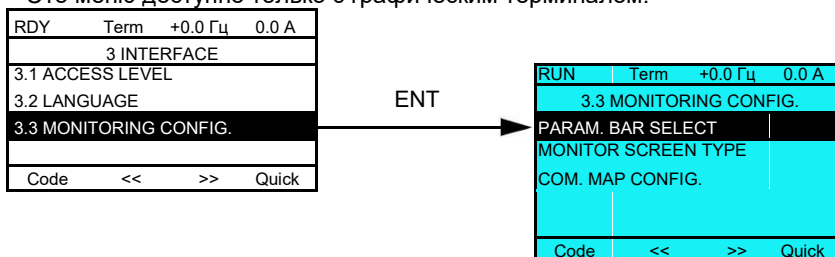 Это меню доступно только с графическим терминалом.
RDY Term +0.0 Гц 0.0 A
3 INTERFACE
3.1 ACCESS LEVEL
3.2 LANGUAGE
3.3 MONITORING CONFIG.
Code << >> Quick
ENT
RUN Term +0.0 Гц 0.0 A
3.3 MONITORING CONFIG.
PARAM. BAR SELECT
MONITOR SCREEN TYPE
COM. MAP CONFIG.
Code << >> Quick